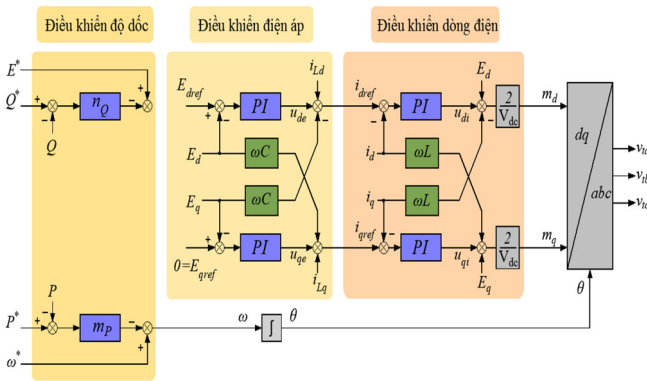 Điều khiển độ dốc
Điều khiển điện áp
Điều khiển dòng điện
E*
Q*
n_Q
Q
E_dref
PI
u_de
i_Ld
i_dref
PI
u_di
E_d
2
V_dc
m_d
E_d
ωC
i_d
ωL
dq
abc
v_ta
v_tb
E_q
ωC
i_q
ωL
0=E_qref
PI
u_qe
i_Lq
i_qref
PI
u_qi
E_q
2
V_dc
m_q
P
P*
m_P
ω*
ω
∫
θ
θ